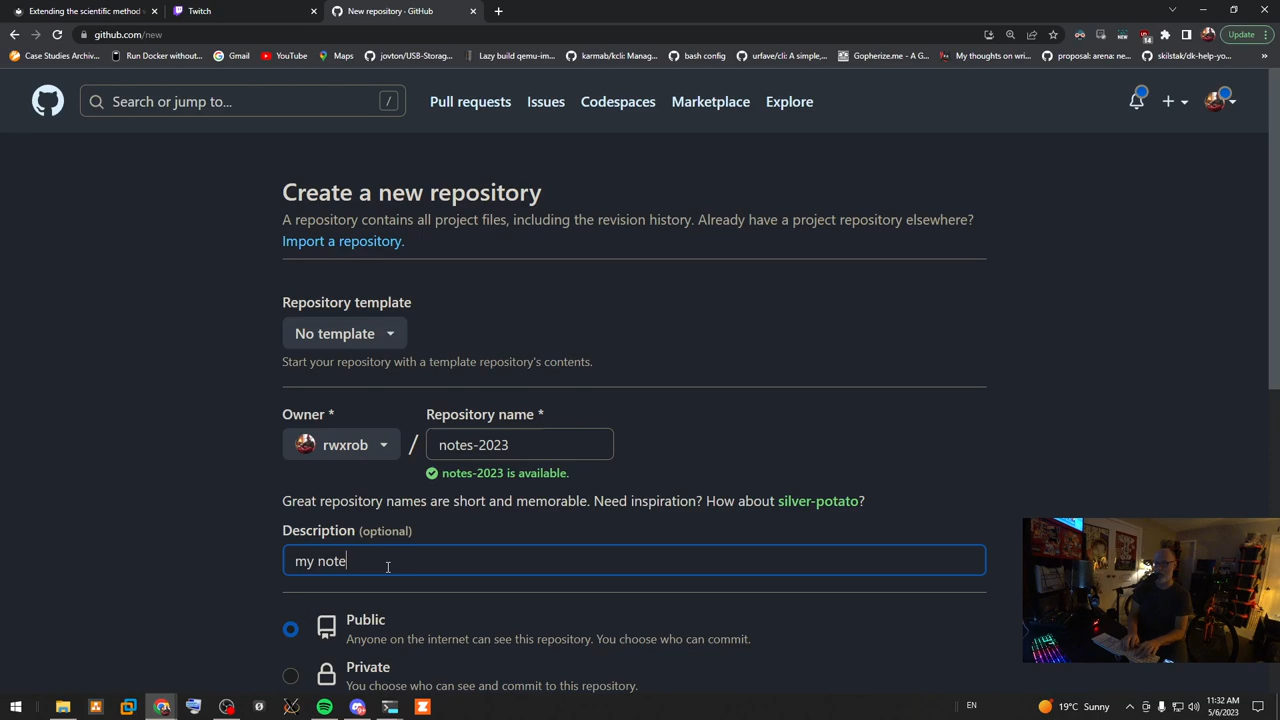 Extending the scientific method
Twitch
New repository · GitHub
github.com/new
Update
Case Studies Archiv...
Run Docker without...
Gmail
YouTube
Maps
jovton/USB-Storag...
Lazy build qemu-im...
karmab/kcli: Manag...
bash config
urfave/cli: A simple,...
Gopherize.me - A G...
My thoughts on wri...
proposal: arena: ne...
skilstak/dk-help-yo...
Search or jump to...
/
Pull requests
Issues
Codespaces
Marketplace
Explore
Create a new repository
A repository contains all project files, including the revision history. Already have a project repository elsewhere?
Import a repository.
Repository template
No template
Start your repository with a template repository's contents.
Owner *
Repository name *
rwxrob
/
notes-2023
notes-2023 is available.
Great repository names are short and memorable. Need inspiration? How about silver-potato?
Description (optional)
my note
Public
Anyone on the internet can see this repository. You choose who can commit.
Private
You choose who can see and commit to this repository.
19°C Sunny
EN
11:32 AM
5/6/2023